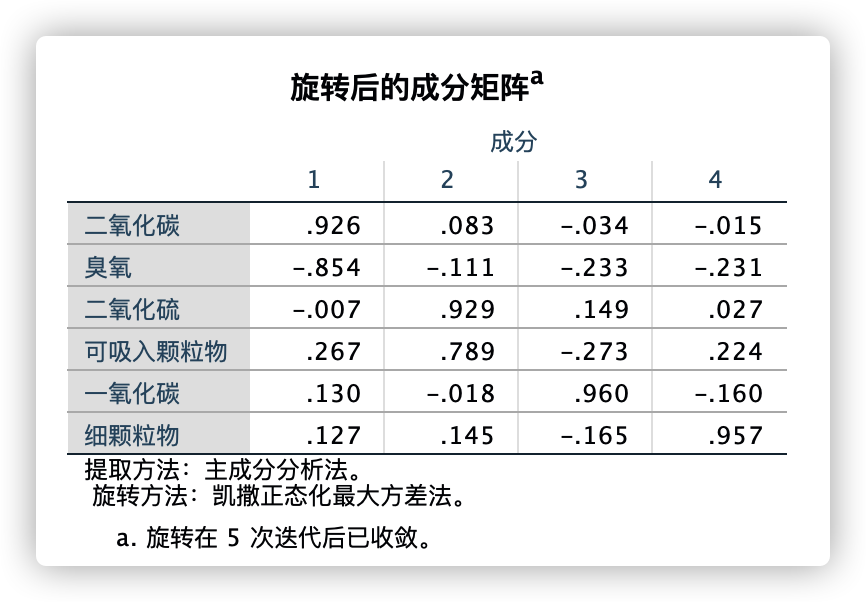 旋转后的成分矩阵a
成分
1 2 3 4
二氧化碳 .926 .083 -.034 -.015
臭氧 -.854 -.111 -.233 -.231
二氧化硫 -.007 .929 .149 .027
可吸入颗粒物 .267 .789 -.273 .224
一氧化碳 .130 -.018 .960 -.160
细颗粒物 .127 .145 -.165 .957
提取方法：主成分分析法。
旋转方法：凯撒正态化最大方差法。
a. 旋转在 5 次迭代后已收敛。